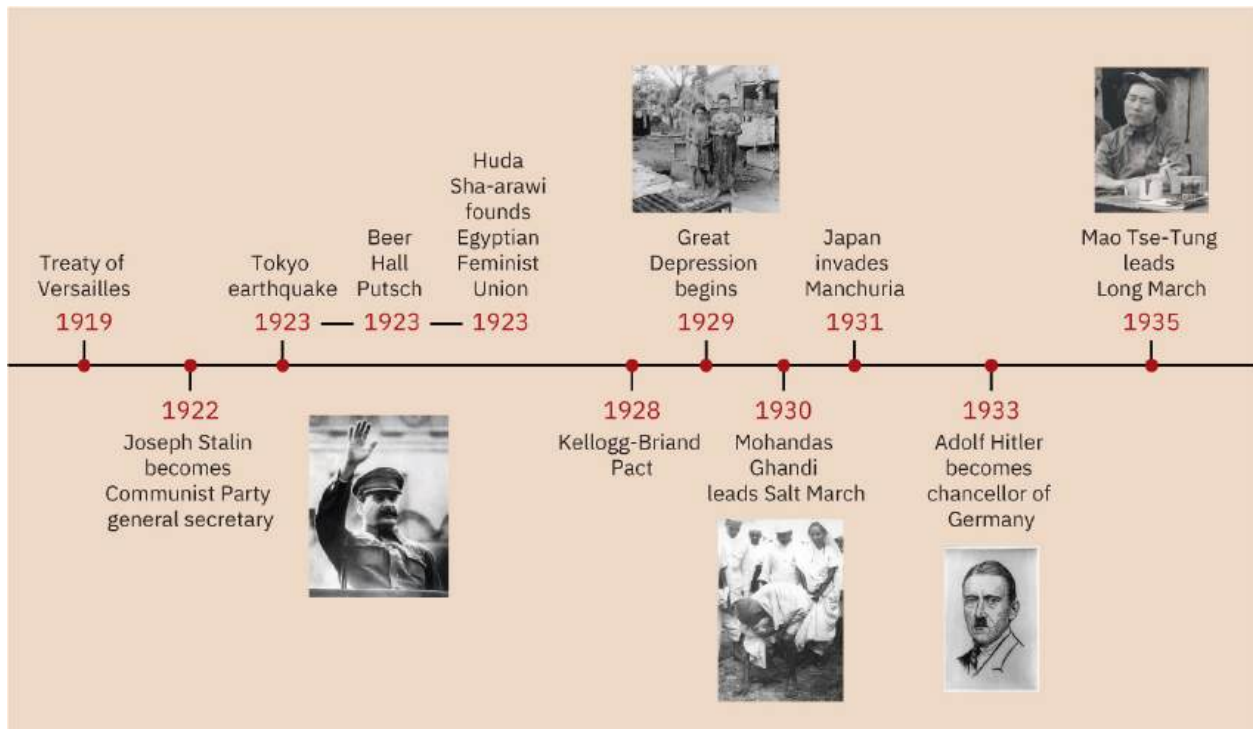 Treaty of
Versailles
1919
1922
Joseph Stalin
becomes
Communist Party
general secretary
Tokyo
earthquake
1923
Beer
Hall
Putsch
1923
Huda
Sha-arawi
founds
Egyptian
Feminist
Union
1923
1928
Kellogg-Briand
Pact
Great
Depression
begins
1929
1930
Mohandas
Ghandi
leads Salt March
Japan
invades
Manchuria
1931
1933
Adolf Hitler
becomes
chancellor of
Germany
Mao Tse-Tung
leads
Long March
1935